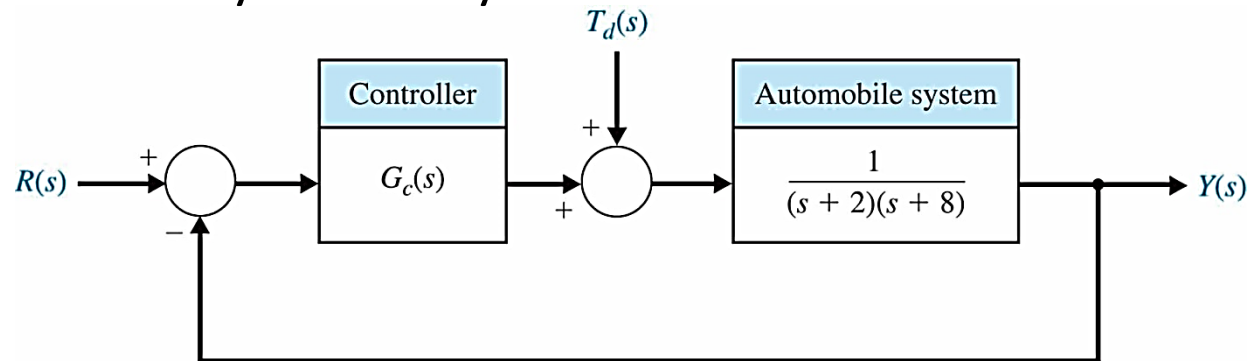 T_d(s)
Controller
Automobile system
+
+
R(s)
G_c(s)
1
(s + 2)(s + 8)
Y(s)
+
−